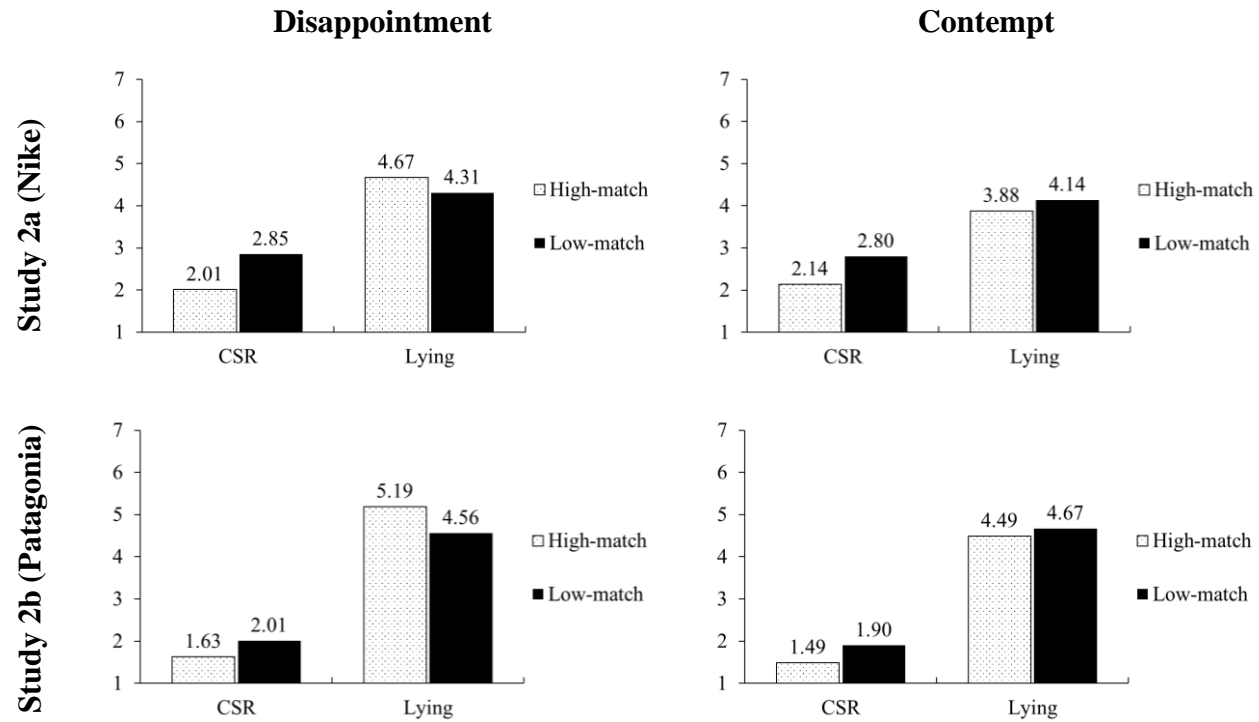 Disappointment
Contempt
Study 2a (Nike)
7
6
5
4
3
2
1
2.01
2.85
4.67
4.31
CSR
Lying
High-match
Low-match
7
6
5
4
3
2
1
2.14
2.80
3.88
4.14
CSR
Lying
High-match
Low-match
Study 2b (Patagonia)
7
6
5
4
3
2
1
1.63
2.01
5.19
4.56
CSR
Lying
High-match
Low-match
7
6
5
4
3
2
1
1.49
1.90
4.49
4.67
CSR
Lying
High-match
Low-match